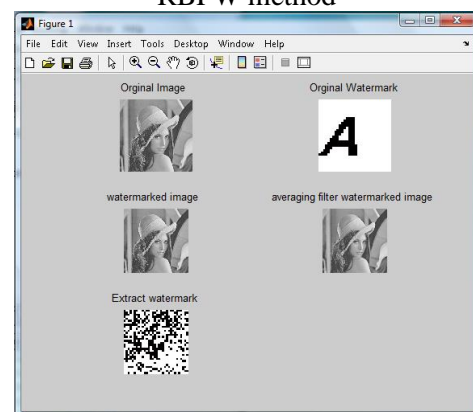 RBFW method
Figure 1
File Edit View Insert Tools Desktop Window Help
Orginal Image Orginal Watermark
A
watermarked image averaging filter watermarked image
Extract watermark